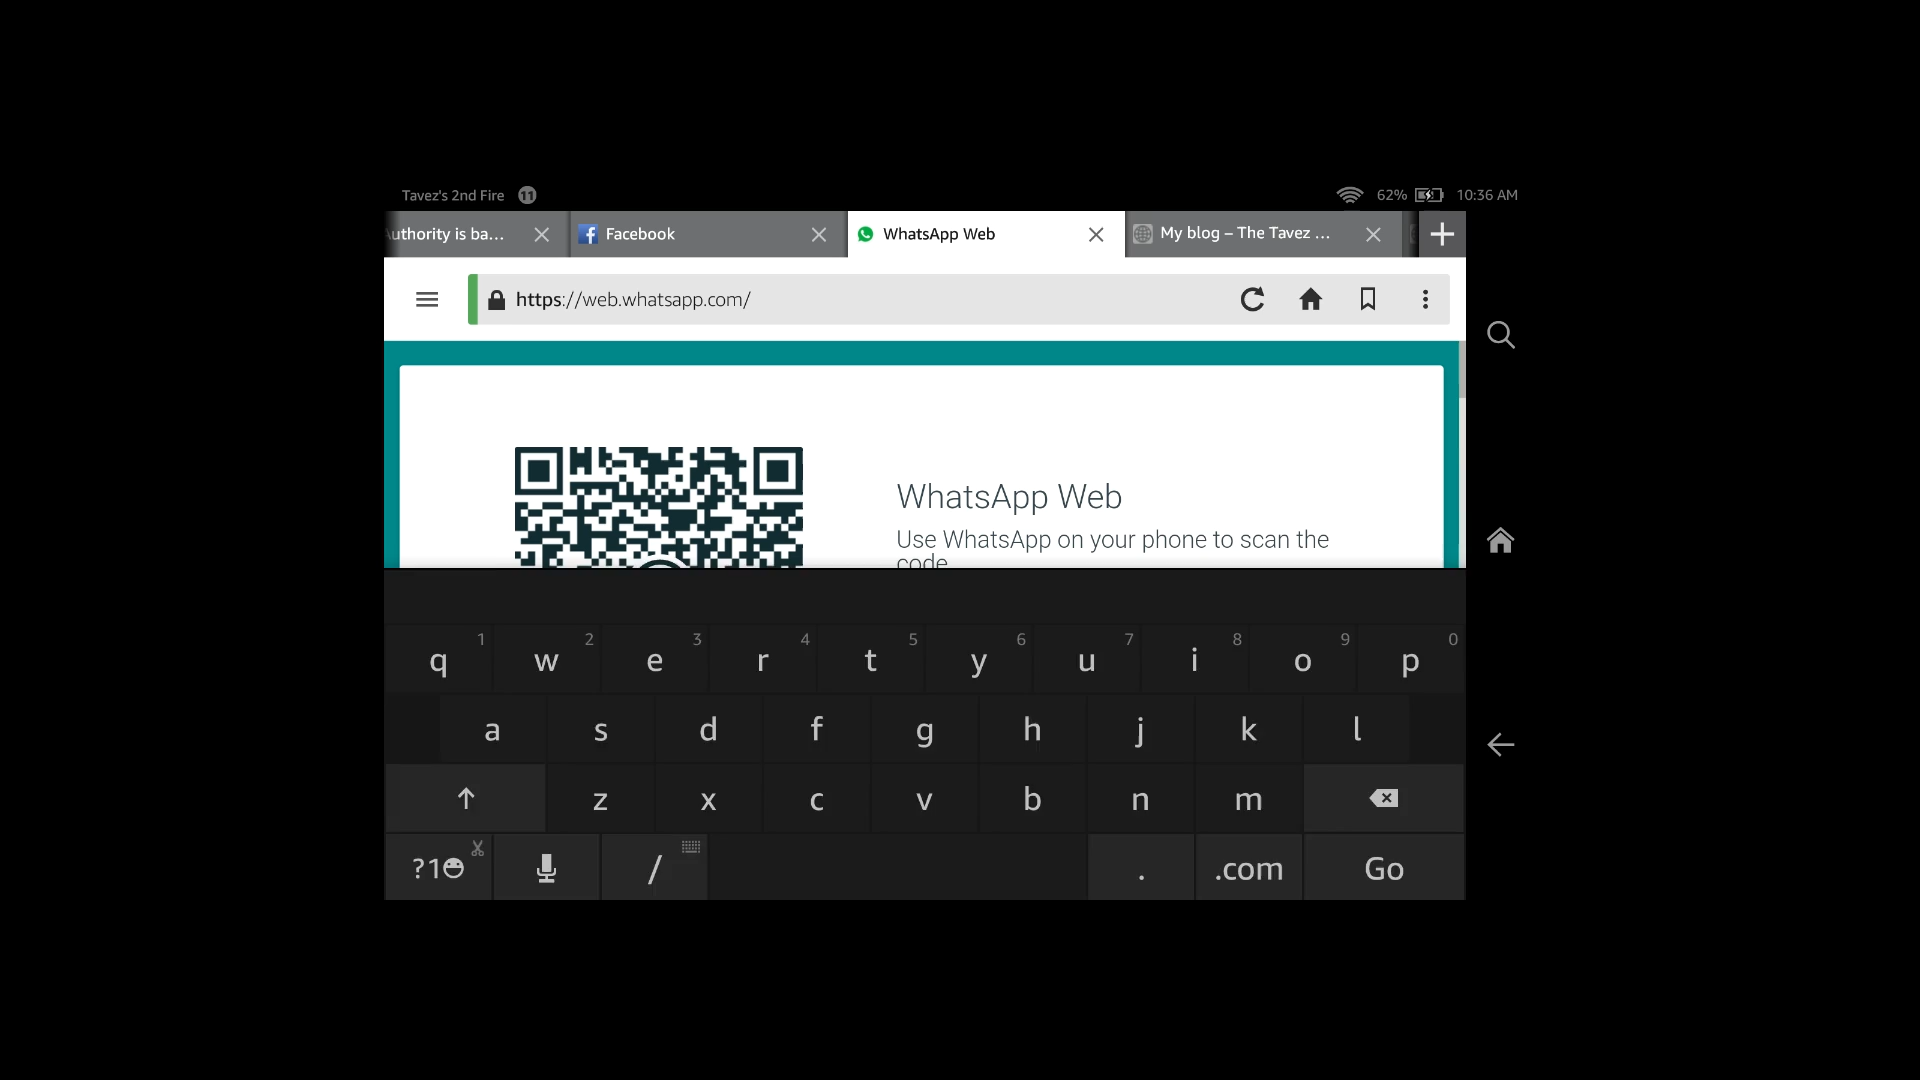 Tavez's 2nd Fire 11 62% 10:36 AM
Authority is ba... Facebook WhatsApp Web My blog – The Tavez ...
https://web.whatsapp.com/
WhatsApp Web
Use WhatsApp on your phone to scan the
code
1 2 3 4 5 6 7 8 9 0
q w e r t y u i o p
a s d f g h j k l
z x c v b n m
?1 / . .com Go